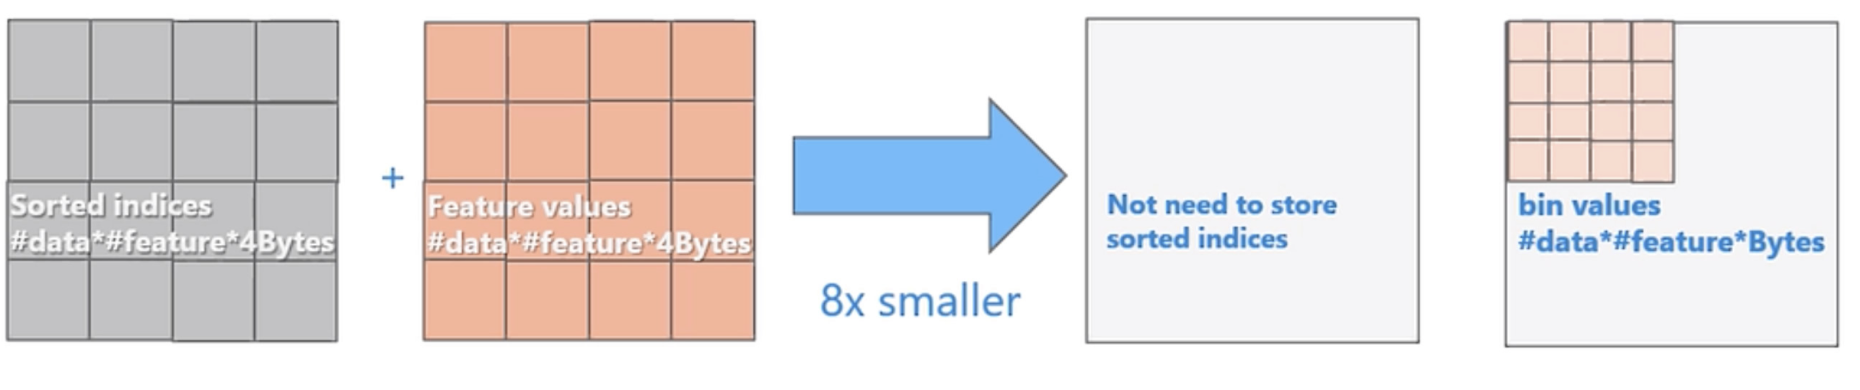 Sorted indices
#data*#feature*4Bytes
+
Feature values
#data*#feature*4Bytes
8x smaller
Not need to store
sorted indices
bin values
#data*#feature*Bytes